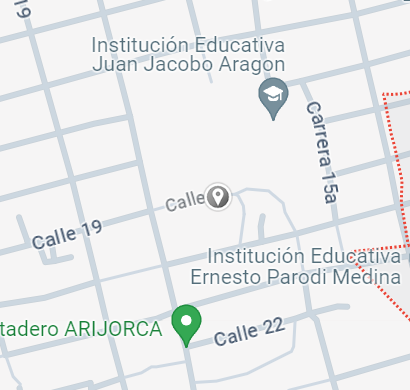 19
Institución Educativa
Juan Jacobo Aragon
Carrera 15a
Calle
Calle 19
Institución Educativa
Ernesto Parodi Medina
tadero ARIJORCA
Calle 22